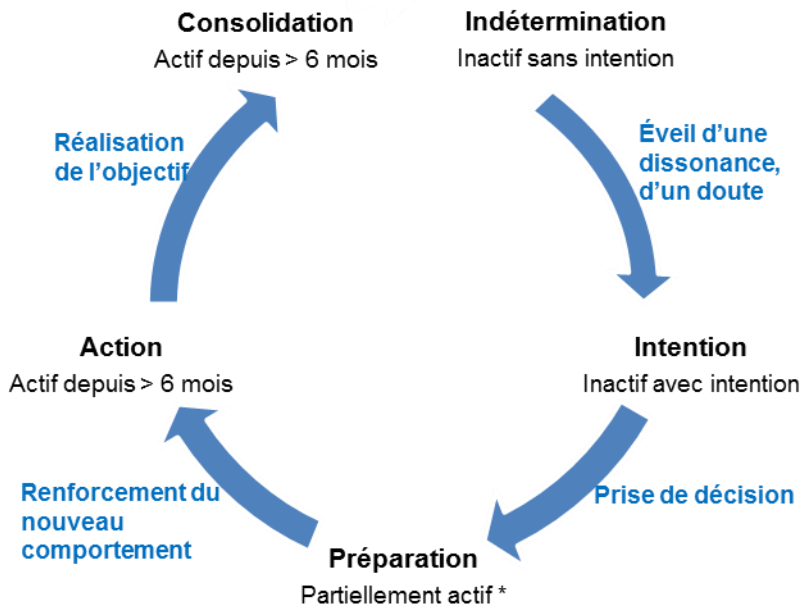 Consolidation
Actif depuis > 6 mois
Indétermination
Inactif sans intention
Réalisation
de l'objectif
Éveil d'une
dissonance,
d'un doute
Action
Actif depuis > 6 mois
Intention
Inactif avec intention
Renforcement du
nouveau
comportement
Prise de décision
Préparation
Partiellement actif *